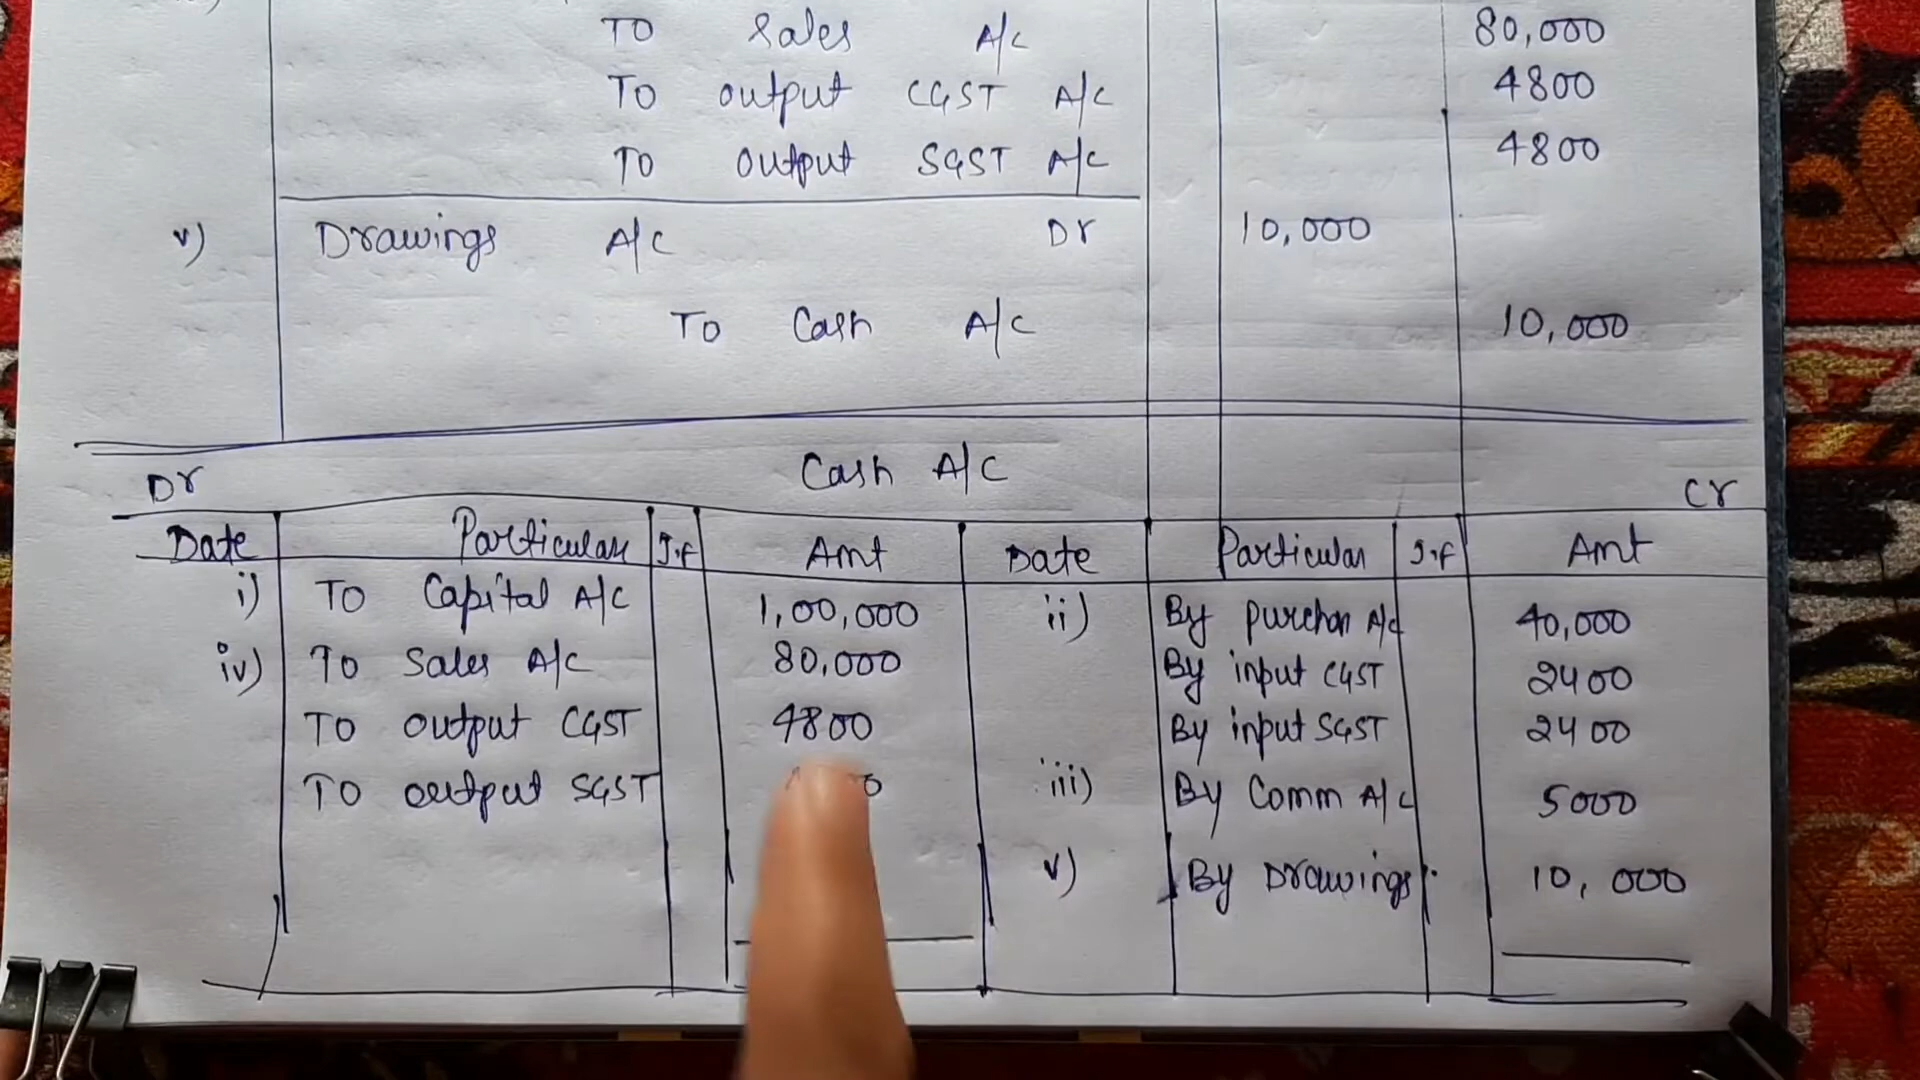 To Sales A/c 80,000
To output CGST A/c 4800
To output SGST A/c 4800
v) Drawings A/c Dr 10,000
To Cash A/c 10,000
Dr Cash A/c Cr
Date Particulars J.F Amt Date Particular J.F Amt
i) To Capital A/c 1,00,000 ii) By purchase A/c 40,000
iv) To Sales A/c 80,000 By input CGST 2400
To output CGST 4800 By input SGST 2400
To output SGST iii) By Comm A/c 5000
v) By Drawings 10,000